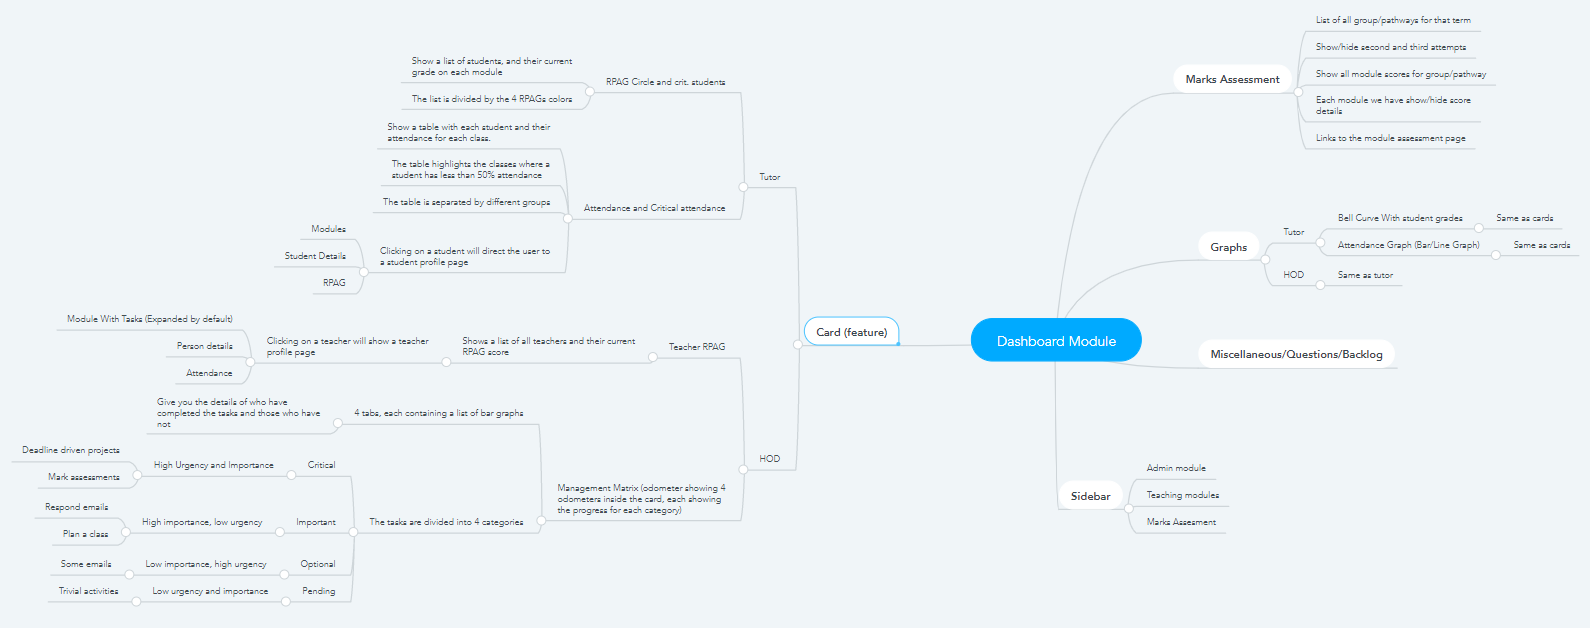 Dashboard Module
Card (feature)
Tutor
RPAG Circle and crit. students
Show a list of students, and their current
grade on each module
The list is divided by the 4 RPAGs colors
Attendance and Critical attendance
Show a table with each student and their
attendance for each class.
The table highlights the classes where a
student has less than 50% attendance
The table is separated by different groups
Clicking on a student will direct the user to
a student profile page
Modules
Student Details
RPAG
HOD
Teacher RPAG
Shows a list of all teachers and their current
RPAG score
Clicking on a teacher will show a teacher
profile page
Module With Tasks (Expanded by default)
Person details
Attendance
Management Matrix (odometer showing 4
odometers inside the card, each showing
the progress for each category)
4 tabs, each containing a list of bar graphs
Give you the details of who have
completed the tasks and those who have
not
The tasks are divided into 4 categories
Critical
High Urgency and Importance
Deadline driven projects
Mark assessments
Important
High importance, low urgency
Respond emails
Plan a class
Optional
Low importance, high urgency
Some emails
Pending
Low urgency and importance
Trivial activities
Marks Assessment
List of all group/pathways for that term
Show/hide second and third attempts
Show all module scores for group/pathway
Each module we have show/hide score
details
Links to the module assessment page
Graphs
Tutor
Bell Curve With student grades
Same as cards
Attendance Graph (Bar/Line Graph)
Same as cards
HOD
Same as tutor
Miscellaneous/Questions/Backlog
Sidebar
Admin module
Teaching modules
Marks Assesment